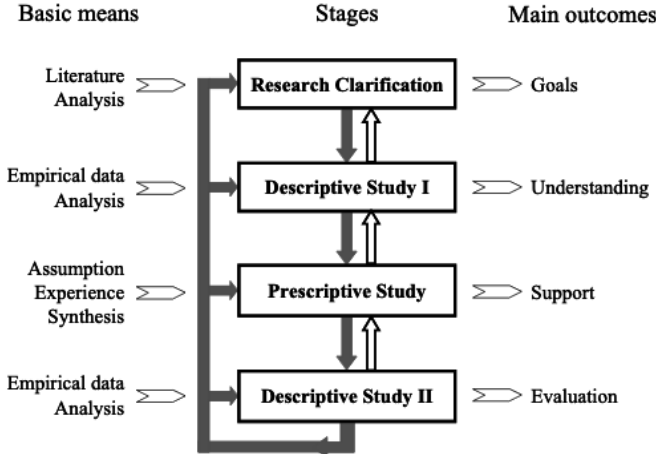 Basic means Stages Main outcomes
Literature
Analysis
Research Clarification
Goals
Empirical data
Analysis
Descriptive Study I
Understanding
Assumption
Experience
Synthesis
Prescriptive Study
Support
Empirical data
Analysis
Descriptive Study II
Evaluation